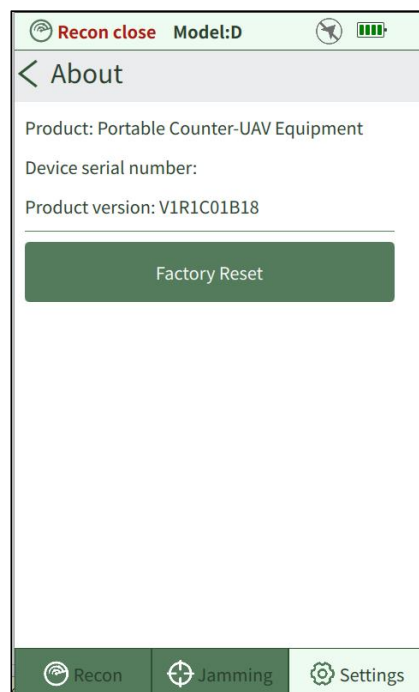 Recon close Model:D
About
Product: Portable Counter-UAV Equipment
Device serial number:
Product version: V1R1C01B18
Factory Reset
Recon Jamming Settings